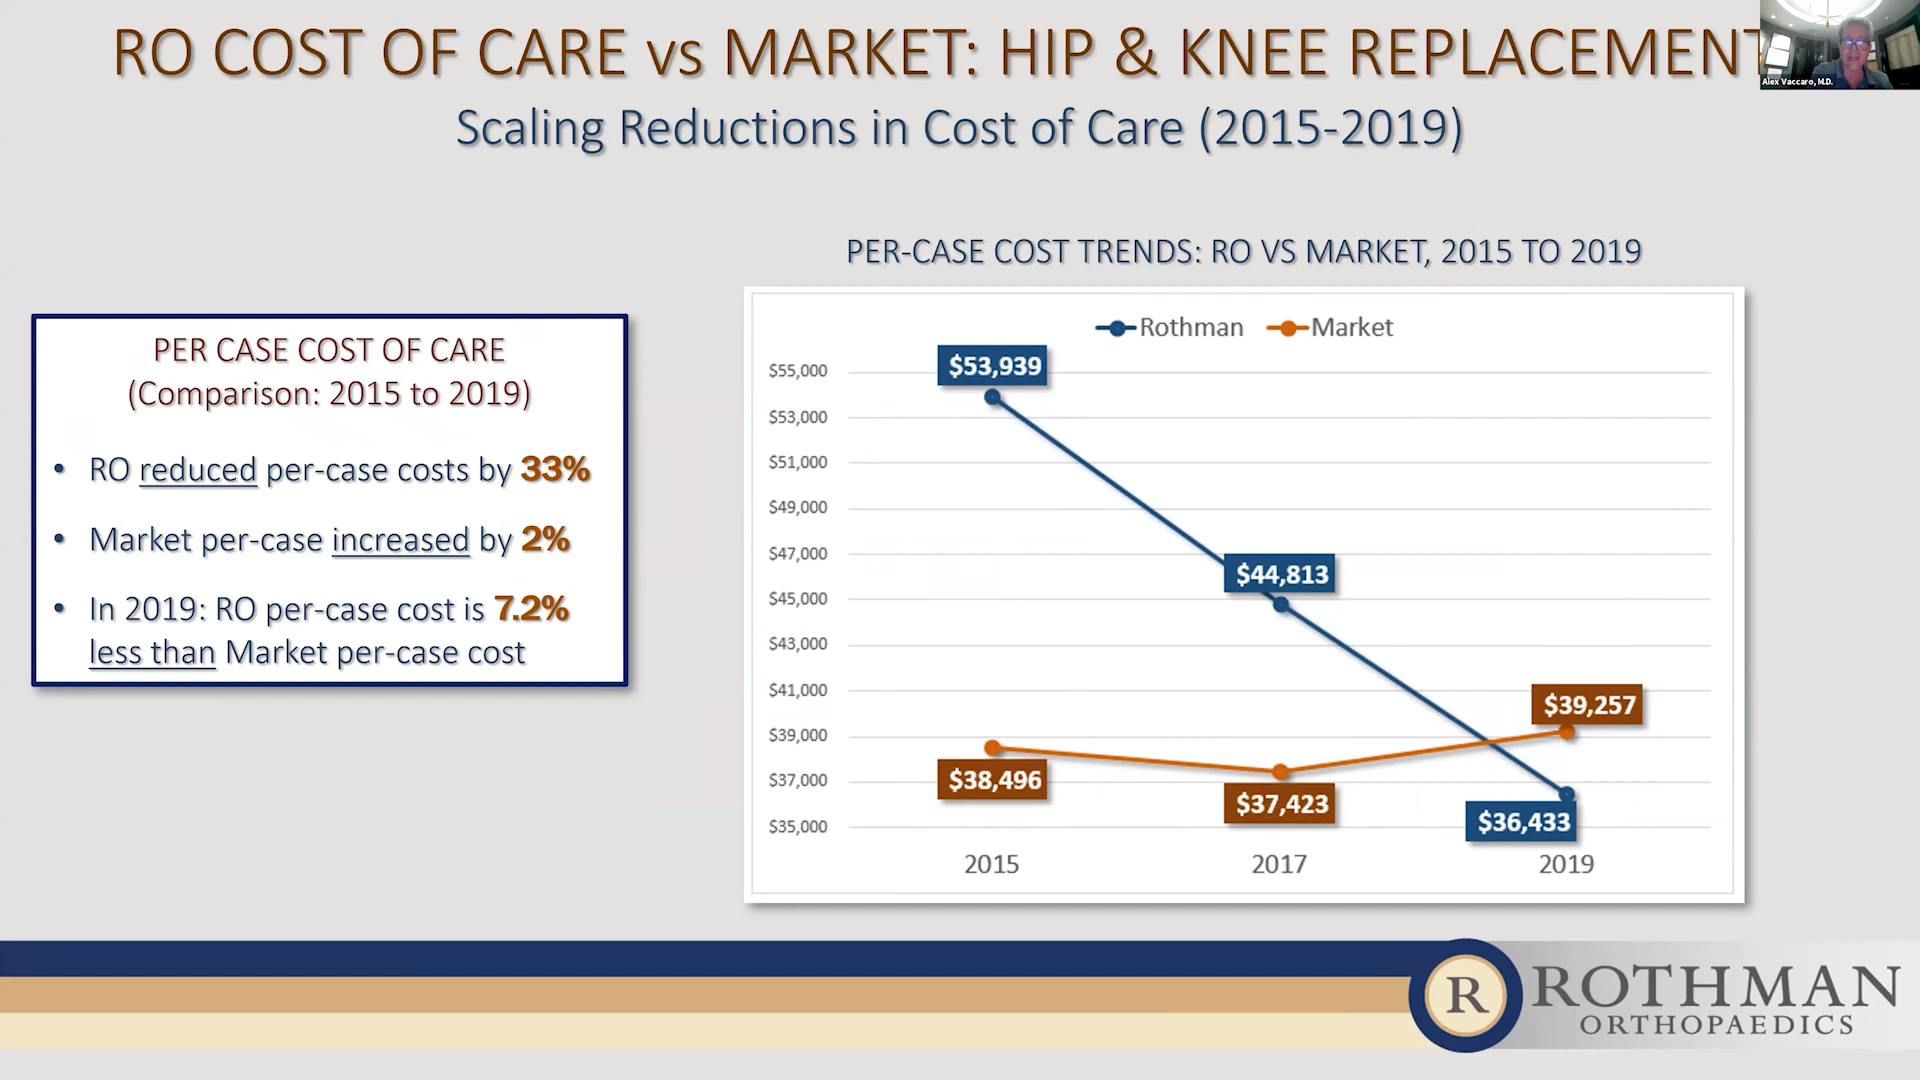 RO COST OF CARE vs MARKET: HIP & KNEE REPLACEMENT
Alex Vaccaro, M.D.
Scaling Reductions in Cost of Care (2015-2019)
PER CASE COST OF CARE
(Comparison: 2015 to 2019)
• RO reduced per-case costs by 33%
• Market per-case increased by 2%
• In 2019: RO per-case cost is 7.2%
less than Market per-case cost
PER-CASE COST TRENDS: RO VS MARKET, 2015 TO 2019
Rothman Market
$55,000
$53,000
$51,000
$49,000
$47,000
$45,000
$43,000
$41,000
$39,000
$37,000
$35,000
$53,939
$44,813
$36,433
$38,496
$37,423
$39,257
2015 2017 2019
R ROTHMAN
ORTHOPAEDICS